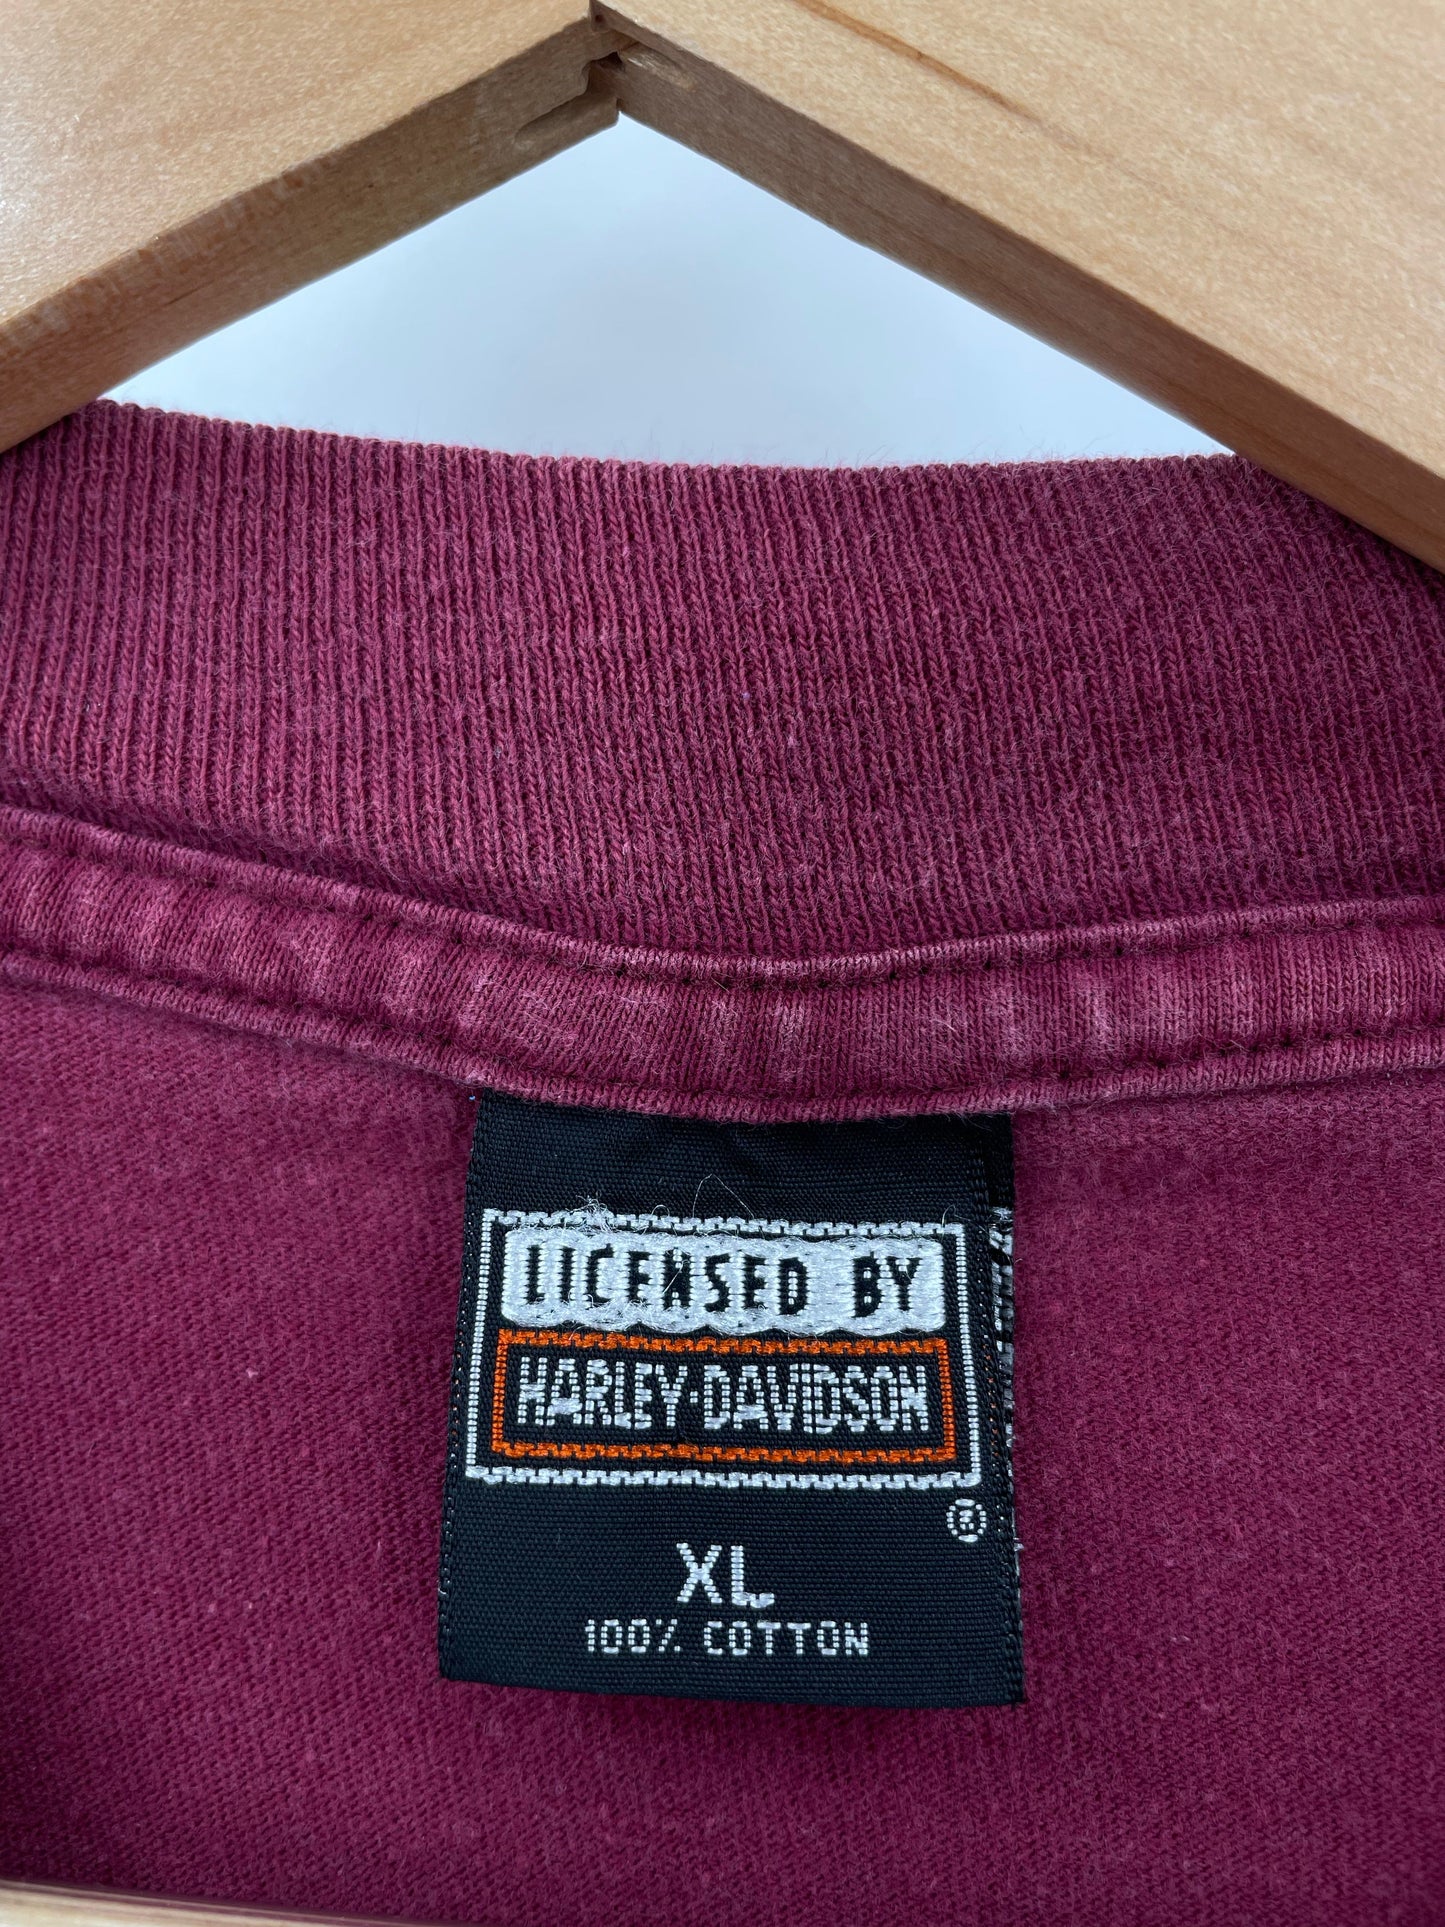 LICENSED BY
HARLEY-DAVIDSON
®
XL
100% COTTON